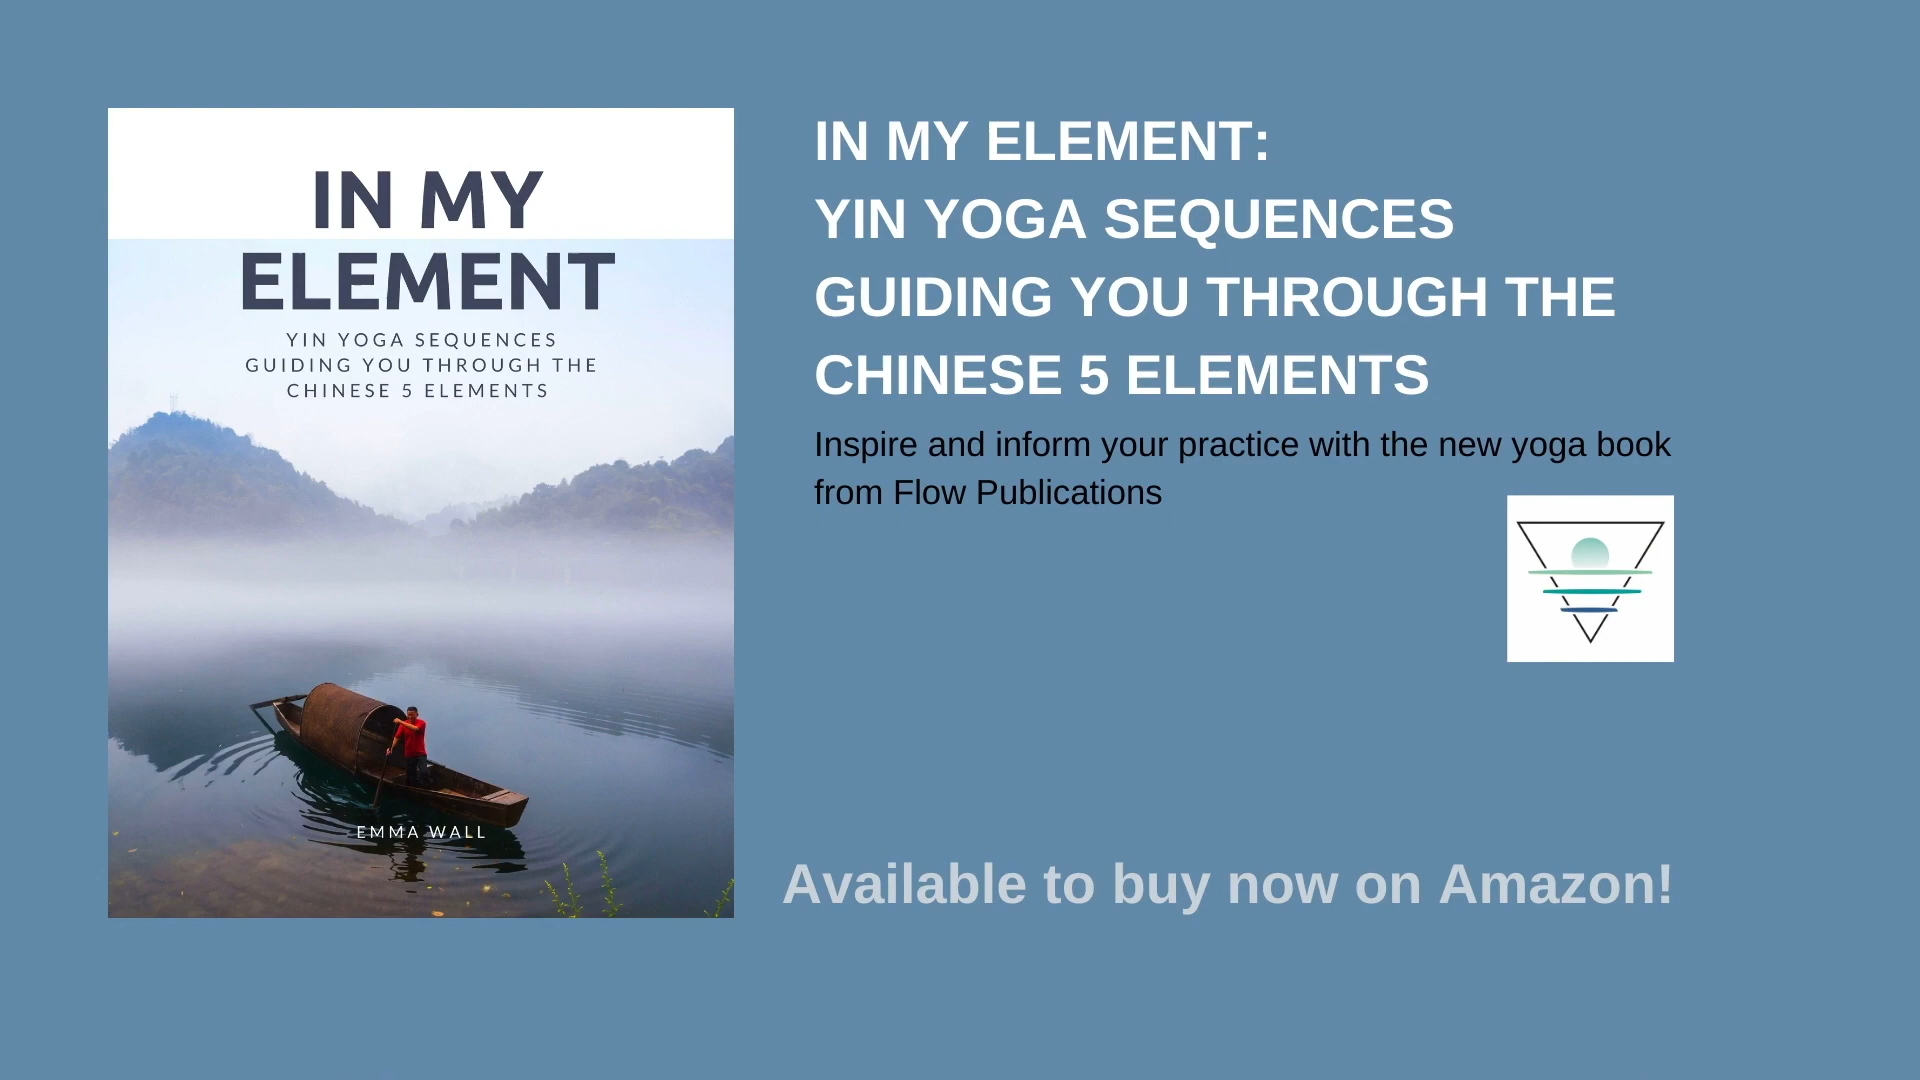 IN MY
ELEMENT
YIN YOGA SEQUENCES
GUIDING YOU THROUGH THE
CHINESE 5 ELEMENTS
EMMA WALL
IN MY ELEMENT:
YIN YOGA SEQUENCES
GUIDING YOU THROUGH THE
CHINESE 5 ELEMENTS
Inspire and inform your practice with the new yoga book
from Flow Publications
Available to buy now on Amazon!